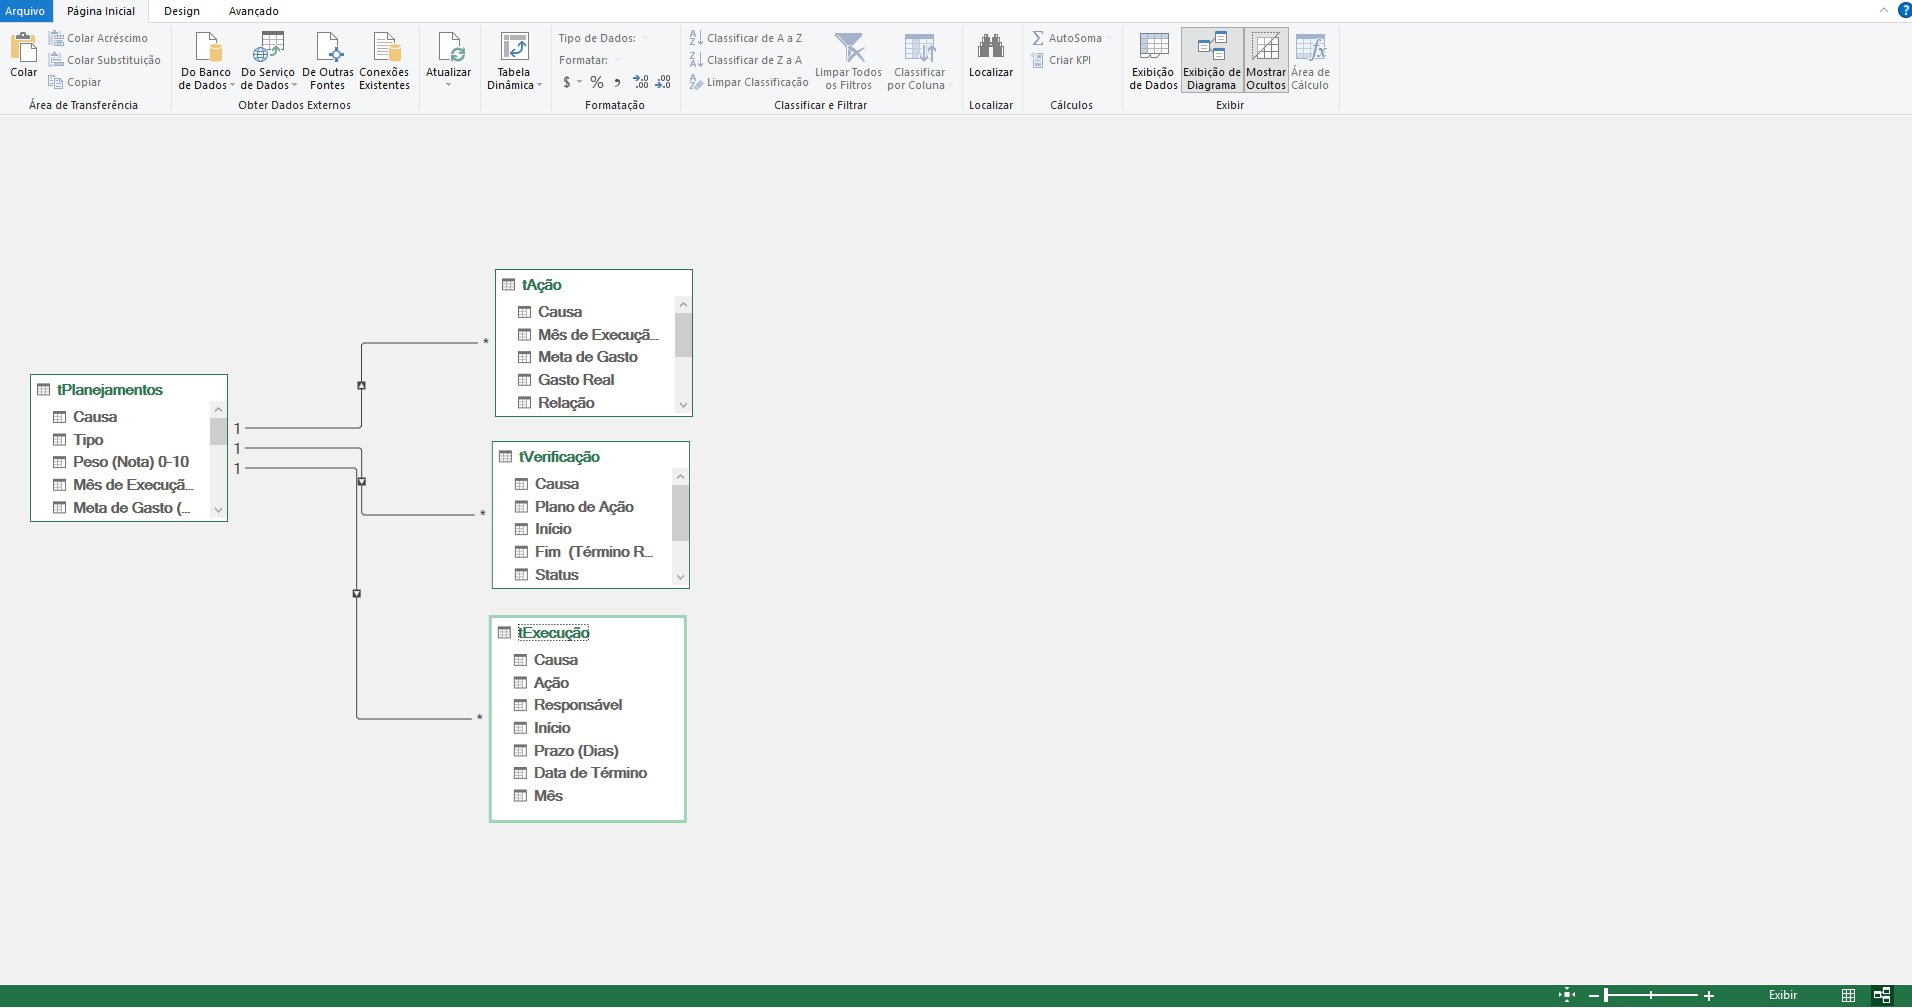 Arquivo Página Inicial Design Avançado
?
Colar
Colar Acréscimo
Colar Substituição
Copiar
Área de Transferência
Do Banco de Dados
Do Serviço de Dados
De Outras Fontes
Conexões Existentes
Obter Dados Externos
Atualizar
Tabela Dinâmica
Tipo de Dados:
Formatar:
$ % , .0 .00 .00 .0
Formatação
Classificar de A a Z
Classificar de Z a A
Limpar Classificação
Limpar Todos os Filtros
Classificar por Coluna
Classificar e Filtrar
Localizar
Localizar
AutoSoma
Criar KPI
Cálculos
Exibição de Dados
Exibição de Diagrama
Mostrar Ocultos
Área de Cálculo
Exibir
tAção
Causa
Mês de Execuçã...
Meta de Gasto
Gasto Real
Relação
*
tPlanejamentos
Causa
Tipo
Peso (Nota) 0-10
Mês de Execuçã...
Meta de Gasto (...
1
1
1
tVerificação
Causa
Plano de Ação
Início
Fim (Término R...
Status
*
tExecução
Causa
Ação
Responsável
Início
Prazo (Dias)
Data de Término
Mês
*
Exibir